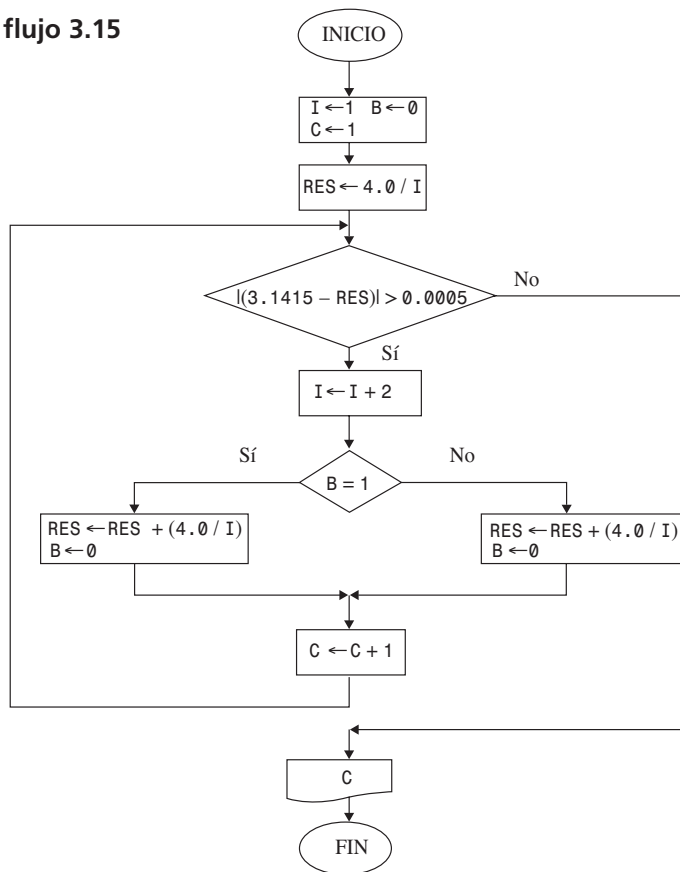 flujo 3.15
INICIO
I ← 1 B ← 0
C ← 1
RES ← 4.0 / I
|(3.1415 – RES)| > 0.0005
No
Sí
I ← I + 2
Sí
No
B = 1
RES ← RES + (4.0 / I)
B ← 0
RES ← RES + (4.0 / I)
B ← 0
C ← C + 1
C
FIN